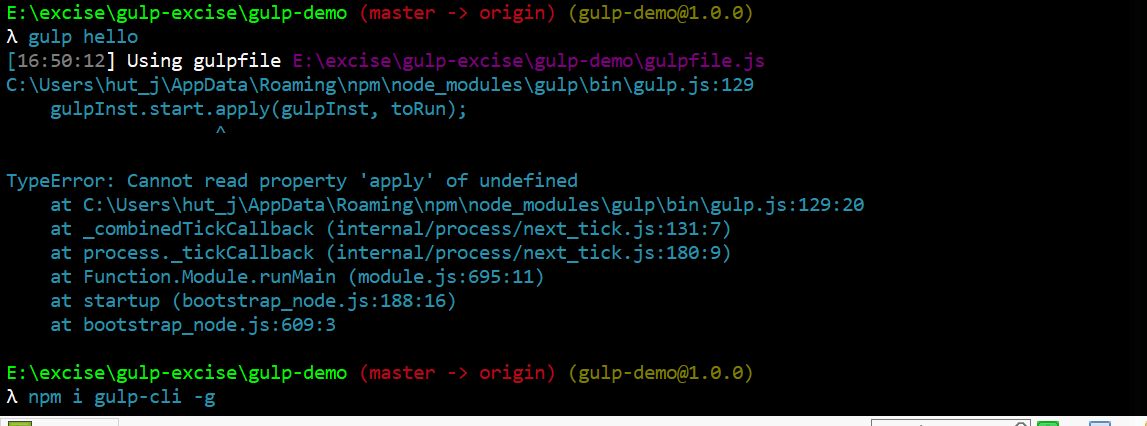 E:\excise\gulp-excise\gulp-demo (master -> origin) (gulp-demo@1.0.0)
λ gulp hello
[16:50:12] Using gulpfile E:\excise\gulp-excise\gulp-demo\gulpfile.js
C:\Users\hut_j\AppData\Roaming\npm\node_modules\gulp\bin\gulp.js:129
    gulpInst.start.apply(gulpInst, toRun);
                   ^
TypeError: Cannot read property 'apply' of undefined
    at C:\Users\hut_j\AppData\Roaming\npm\node_modules\gulp\bin\gulp.js:129:20
    at _combinedTickCallback (internal/process/next_tick.js:131:7)
    at process._tickCallback (internal/process/next_tick.js:180:9)
    at Function.Module.runMain (module.js:695:11)
    at startup (bootstrap_node.js:188:16)
    at bootstrap_node.js:609:3
E:\excise\gulp-excise\gulp-demo (master -> origin) (gulp-demo@1.0.0)
λ npm i gulp-cli -g